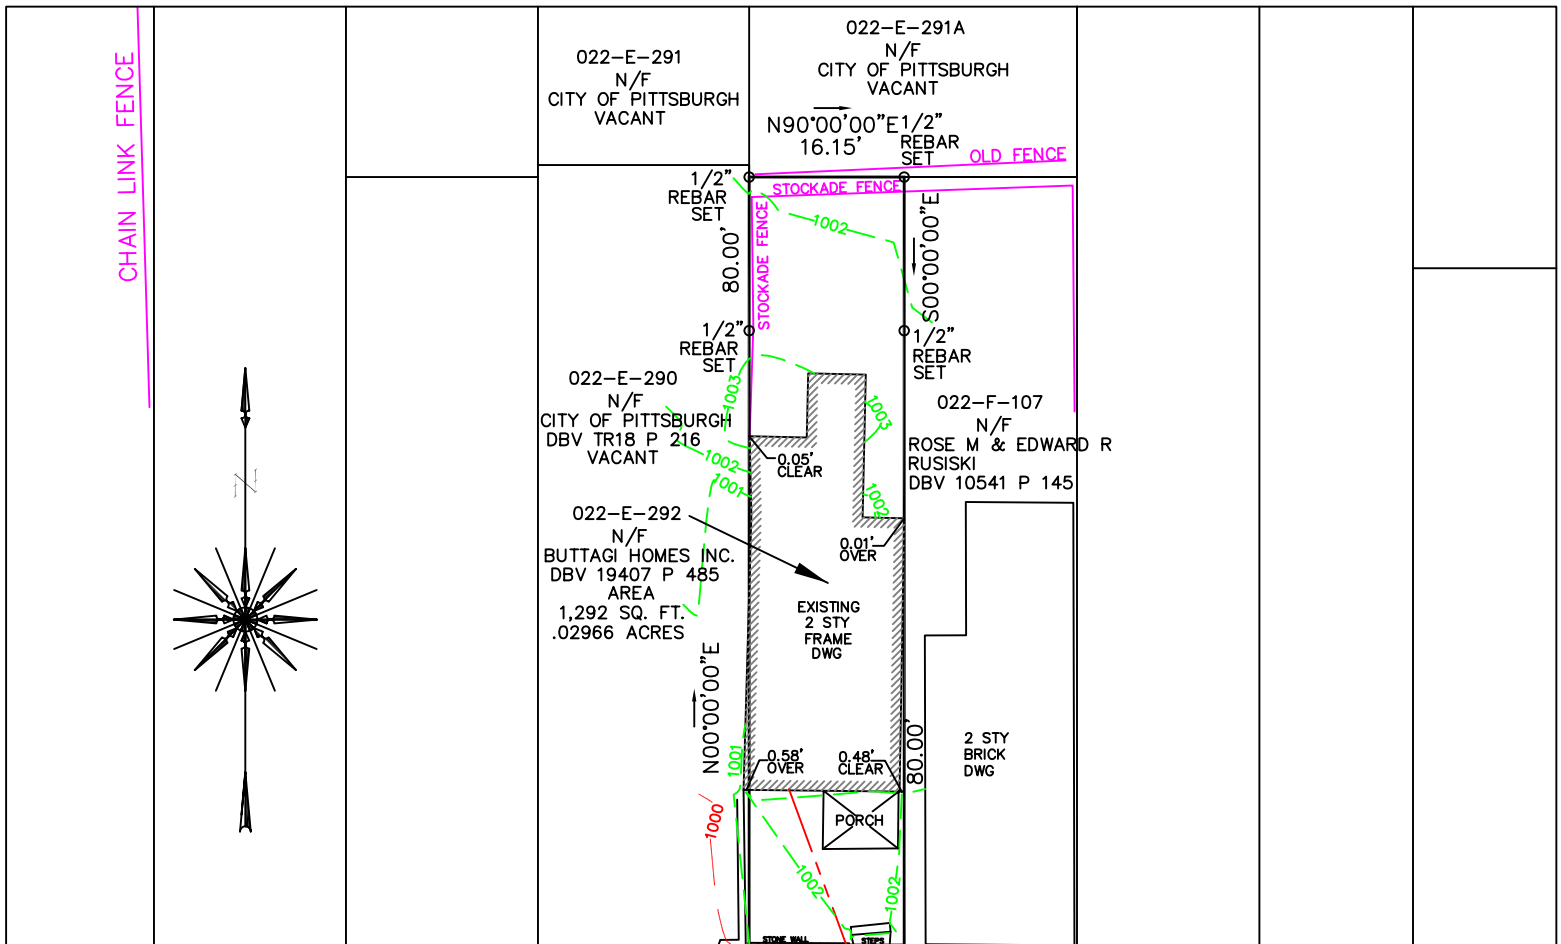 CHAIN LINK FENCE
022-E-291
N/F
CITY OF PITTSBURGH
VACANT
022-E-291A
N/F
CITY OF PITTSBURGH
VACANT
N90°00'00"E
16.15'
1/2"
REBAR
SET
OLD FENCE
1/2"
REBAR
SET
STOCKADE FENCE
STOCKADE FENCE
80.00'
1002
S00°00'00"E
1/2"
REBAR
SET
1/2"
REBAR
SET
022-E-290
N/F
CITY OF PITTSBURGH
DBV TR18 P 216
VACANT
1003
1003
022-F-107
N/F
ROSE M & EDWARD R
RUSISKI
DBV 10541 P 145
1002
1001
0.05'
CLEAR
1002
022-E-292
N/F
BUTTAGI HOMES INC.
DBV 19407 P 485
AREA
1,292 SQ. FT.
.02966 ACRES
0.01'
OVER
EXISTING
2 STY
FRAME
DWG
N00°00'00"E
1001
0.58'
OVER
0.48'
CLEAR
80.00'
2 STY
BRICK
DWG
1000
PORCH
1002
1002
STONE WALL
STEPS